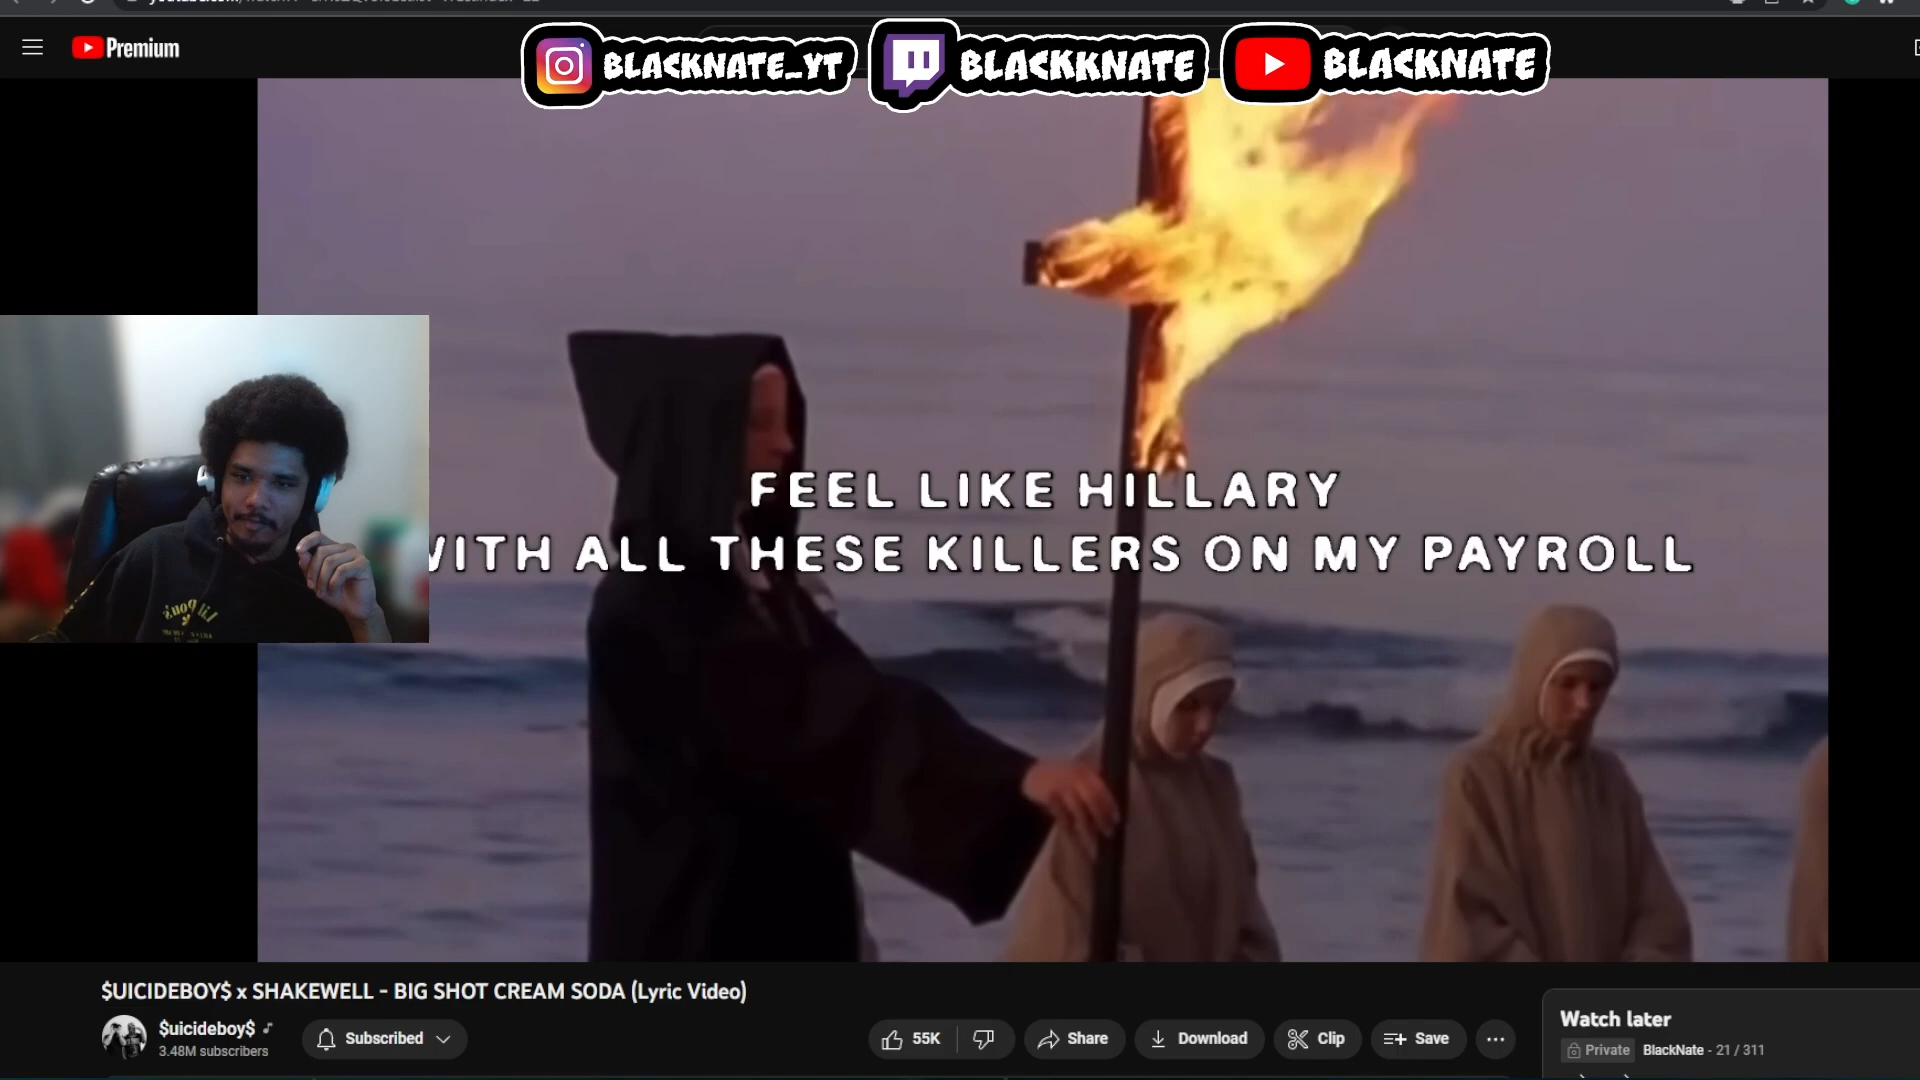 Premium
BLACKNATE_YT
BLACKKNATE
BLACKNATE
FEEL LIKE HILLARY
WITH ALL THESE KILLERS ON MY PAYROLL
$UICIDEBOY$ x SHAKEWELL - BIG SHOT CREAM SODA (Lyric Video)
$uicideboy$
3.48M subscribers
Subscribed
55K
Share
Download
Clip
Save
Watch later
Private
BlackNate - 21 / 311